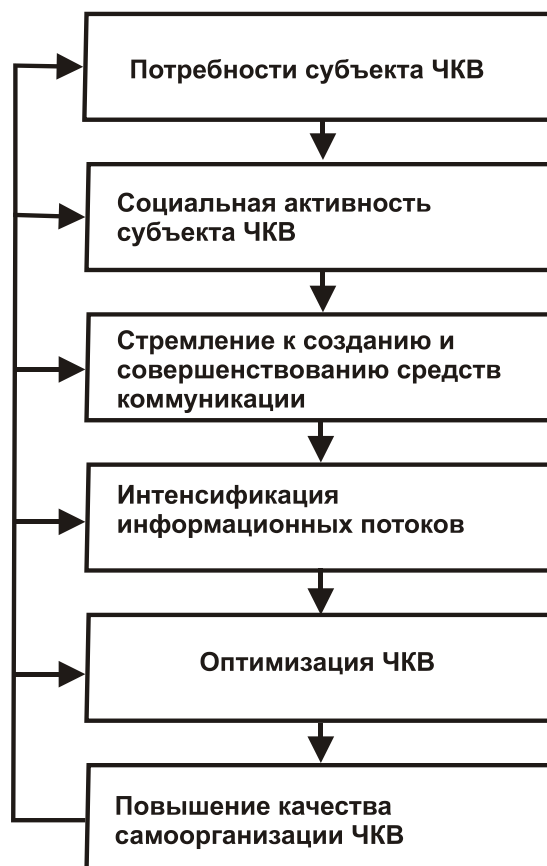 Потребности субъекта ЧКВ
Социальная активность
субъекта ЧКВ
Стремление к созданию и
совершенствованию средств
коммуникации
Интенсификация
информационных потоков
Оптимизация ЧКВ
Повышение качества
самоорганизации ЧКВ